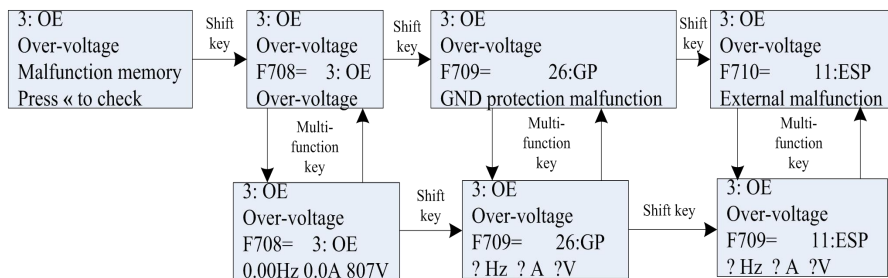 3: OE
Over-voltage
Malfunction memory
Press « to check
Shift
key
3: OE
Over-voltage
F708= 3: OE
Over-voltage
Shift
key
3: OE
Over-voltage
F709= 26:GP
GND protection malfunction
Shift
key
3: OE
Over-voltage
F710= 11:ESP
External malfunction
Multi-
function
key
Multi-
function
key
Multi-
function
key
3: OE
Over-voltage
F708= 3: OE
0.00Hz 0.0A 807V
Shift
key
3: OE
Over-voltage
F709= 26:GP
? Hz ? A ?V
Shift key
3: OE
Over-voltage
F709= 11:ESP
? Hz ? A ?V